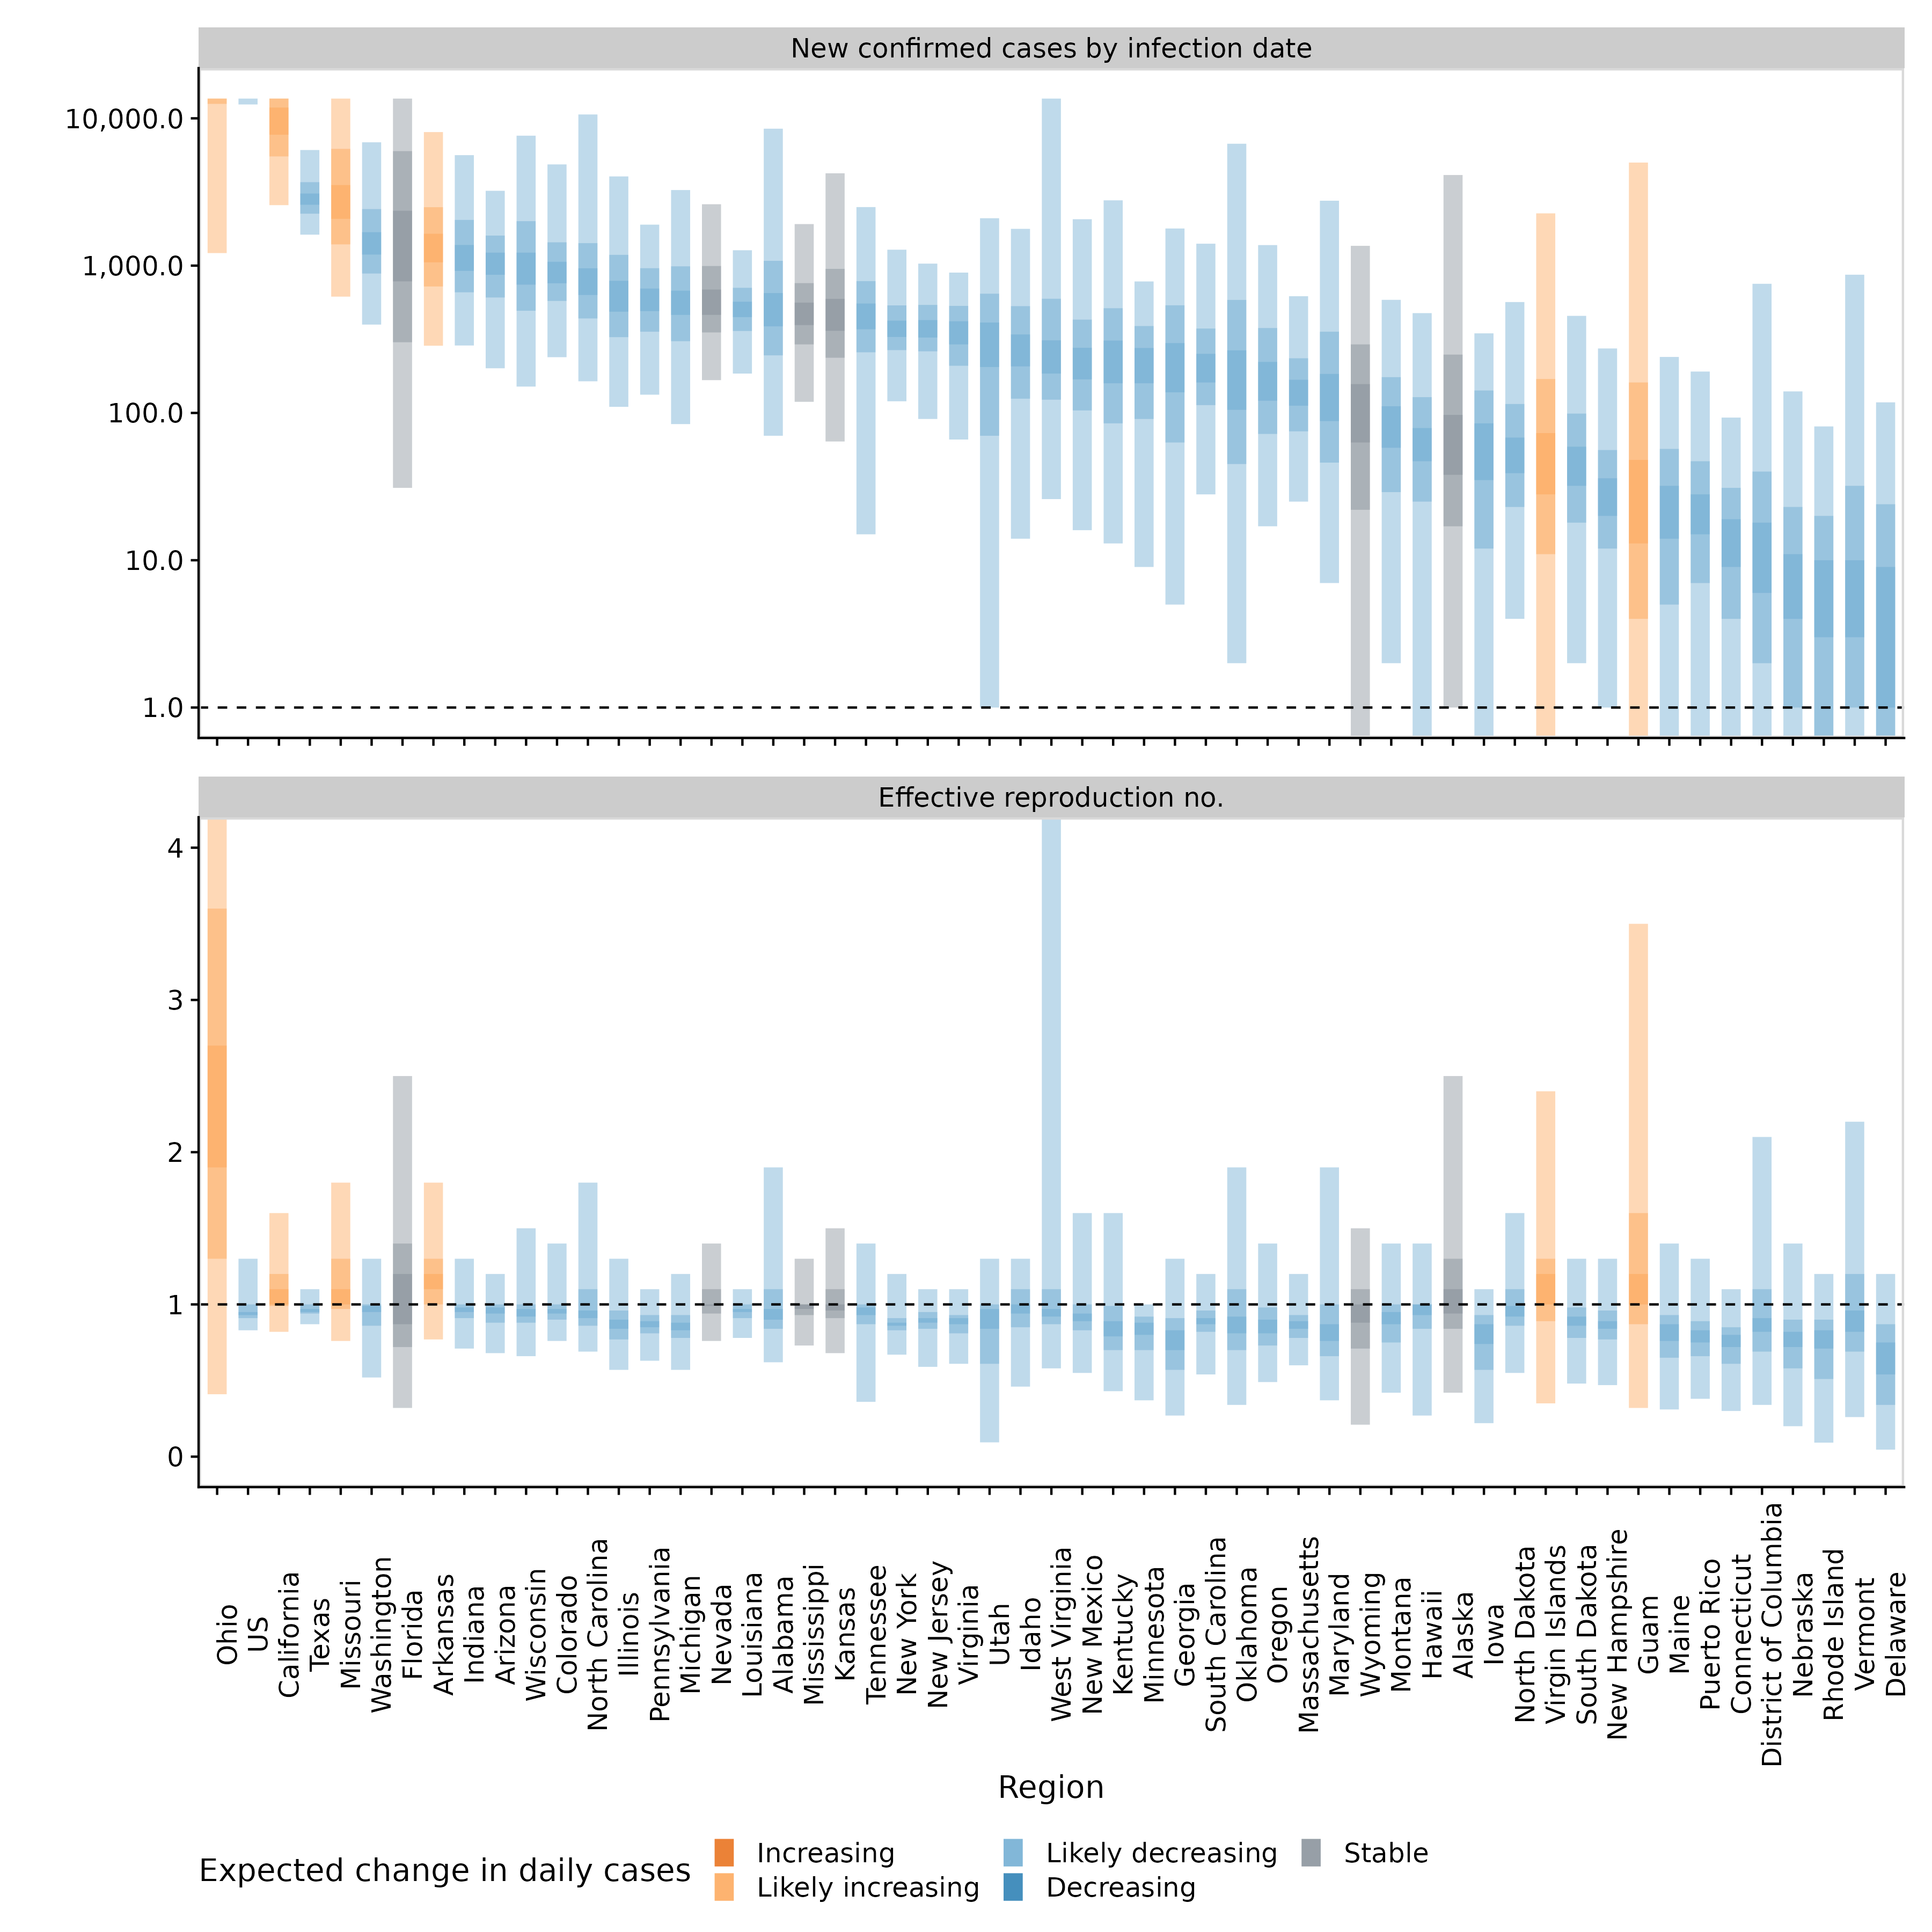 New confirmed cases by infection date
10,000.0
1,000.0
100.0
10.0
1.0
Effective reproduction no.
4
3
2
1
0
Ohio
US
California
Texas
Missouri
Washington
Florida
Arkansas
Indiana
Arizona
Wisconsin
Colorado
North Carolina
Illinois
Pennsylvania
Michigan
Nevada
Louisiana
Alabama
Mississippi
Kansas
Tennessee
New York
New Jersey
Virginia
Utah
Idaho
West Virginia
New Mexico
Kentucky
Minnesota
Georgia
South Carolina
Oklahoma
Oregon
Massachusetts
Maryland
Wyoming
Montana
Hawaii
Alaska
Iowa
North Dakota
Virgin Islands
South Dakota
New Hampshire
Guam
Maine
Puerto Rico
Connecticut
District of Columbia
Nebraska
Rhode Island
Vermont
Delaware
Region
Expected change in daily cases
Increasing
Likely increasing
Likely decreasing
Decreasing
Stable